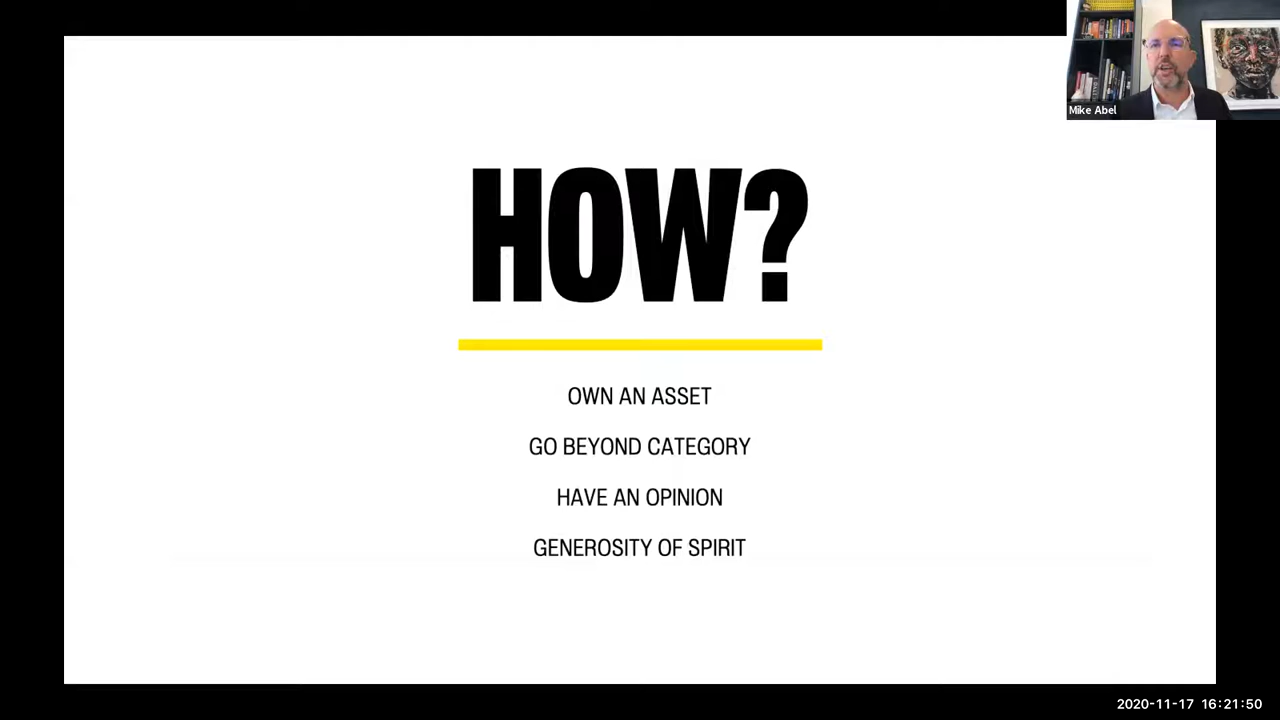 Mike Abel
HOW?
OWN AN ASSET
GO BEYOND CATEGORY
HAVE AN OPINION
GENEROSITY OF SPIRIT
2020-11-17 16:21:50